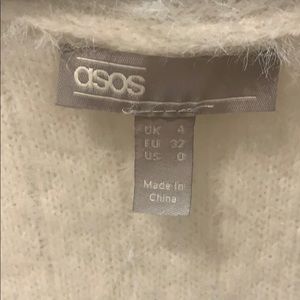 asos
UK 4
EU 32
US 0
Made in
China